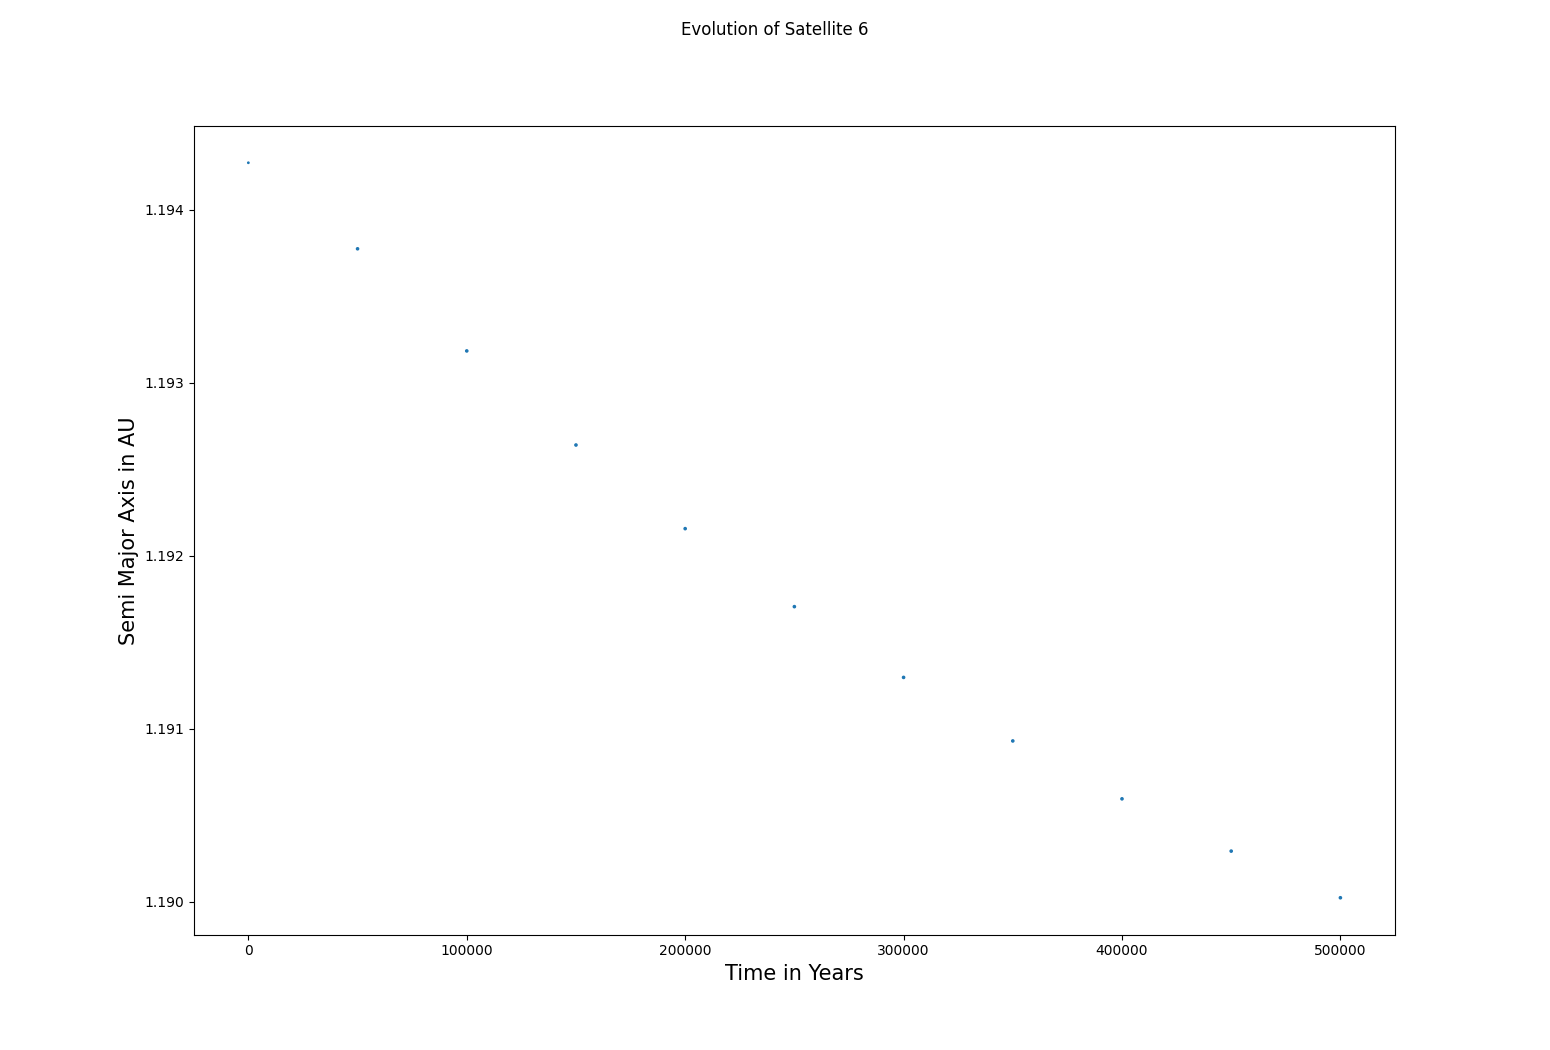 Evolution of Satellite 6
1.194
1.193
1.192
1.191
1.190
Semi Major Axis in AU
0 100000 200000 300000 400000 500000
Time in Years